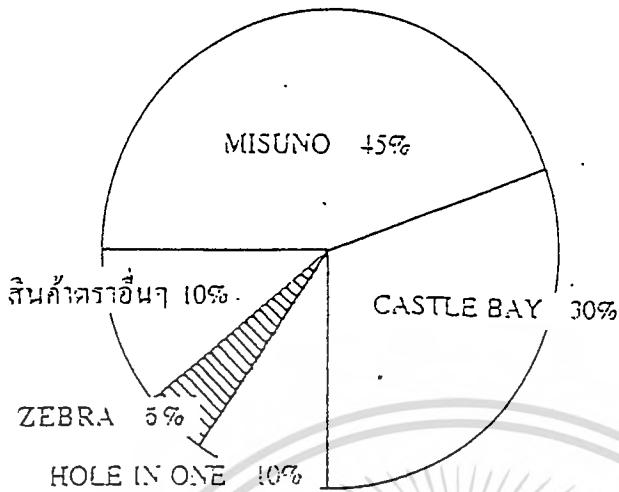 MISUNO 45%
สินค้าตราอื่นๆ 10%
CASTLE BAY 30%
ZEBRA 5%
HOLE IN ONE 10%